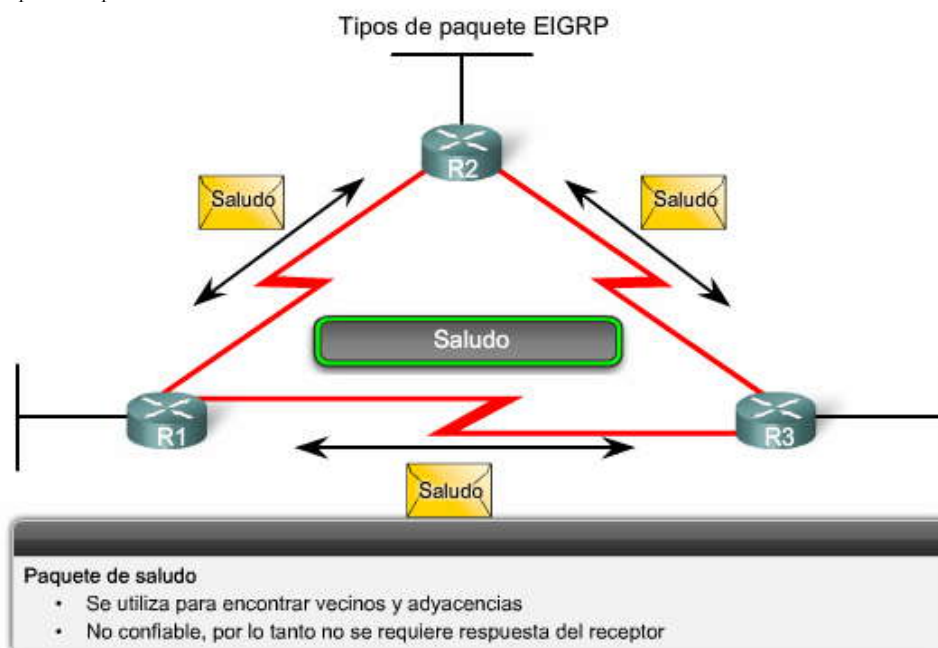 Tipos de paquete EIGRP
R2
Saludo
Saludo
Saludo
R1
R3
Saludo
Paquete de saludo
• Se utiliza para encontrar vecinos y adyacencias
• No confiable, por lo tanto no se requiere respuesta del receptor